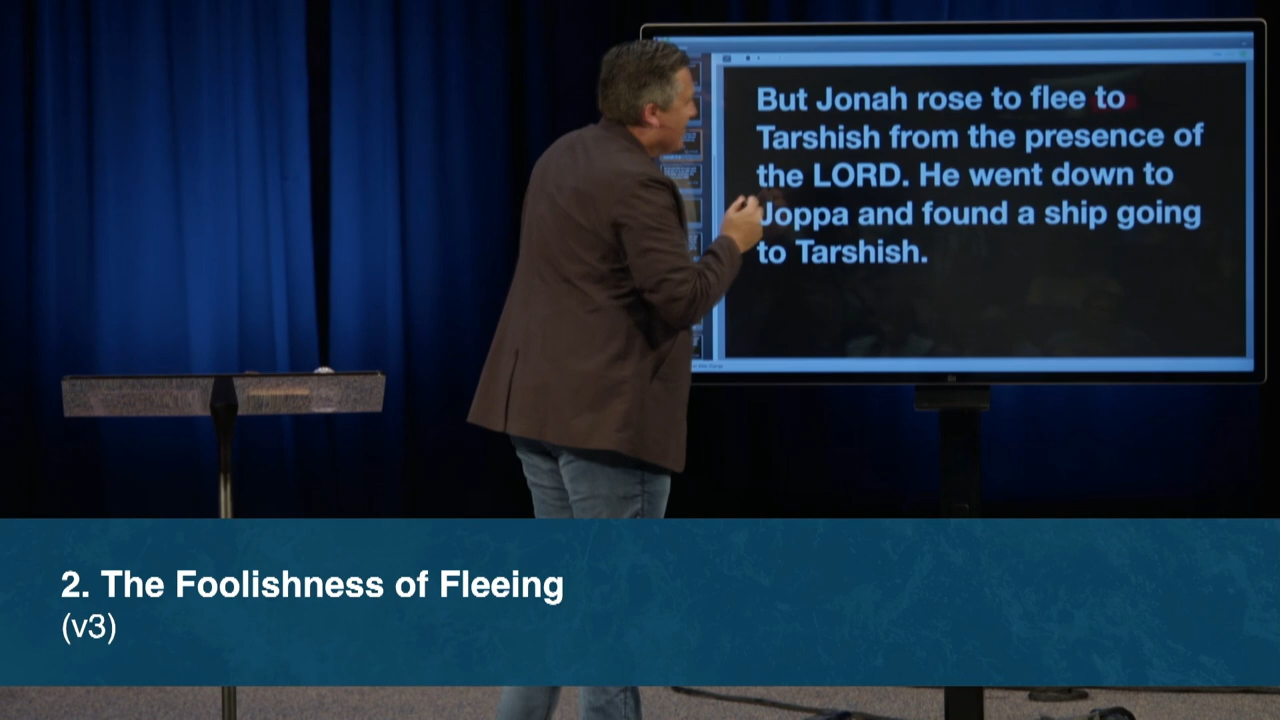 But Jonah rose to flee to
Tarshish from the presence of
the LORD. He went down to
Joppa and found a ship going
to Tarshish.
2. The Foolishness of Fleeing
(v3)